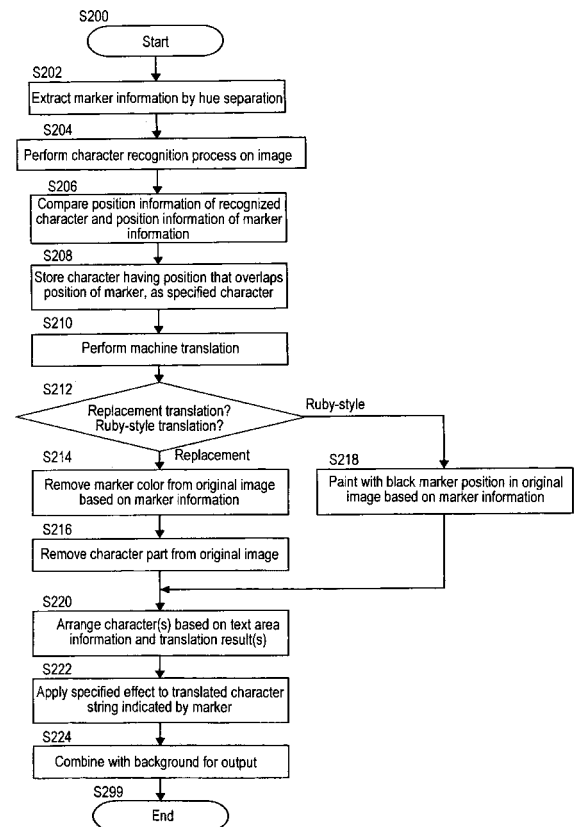 S200
Start
S202
Extract marker information by hue separation
S204
Perform character recognition process on image
S206
Compare position information of recognized
character and position information of marker
information
S208
Store character having position that overlaps
position of marker, as specified character
S210
Perform machine translation
S212
Replacement translation?
Ruby-style translation?
Ruby-style
S214
Replacement
Remove marker color from original image
based on marker information
S218
Paint with black marker position in original
image based on marker information
S216
Remove character part from original image
S220
Arrange character(s) based on text area
information and translation result(s)
S222
Apply specified effect to translated character
string indicated by marker
S224
Combine with background for output
S299
End